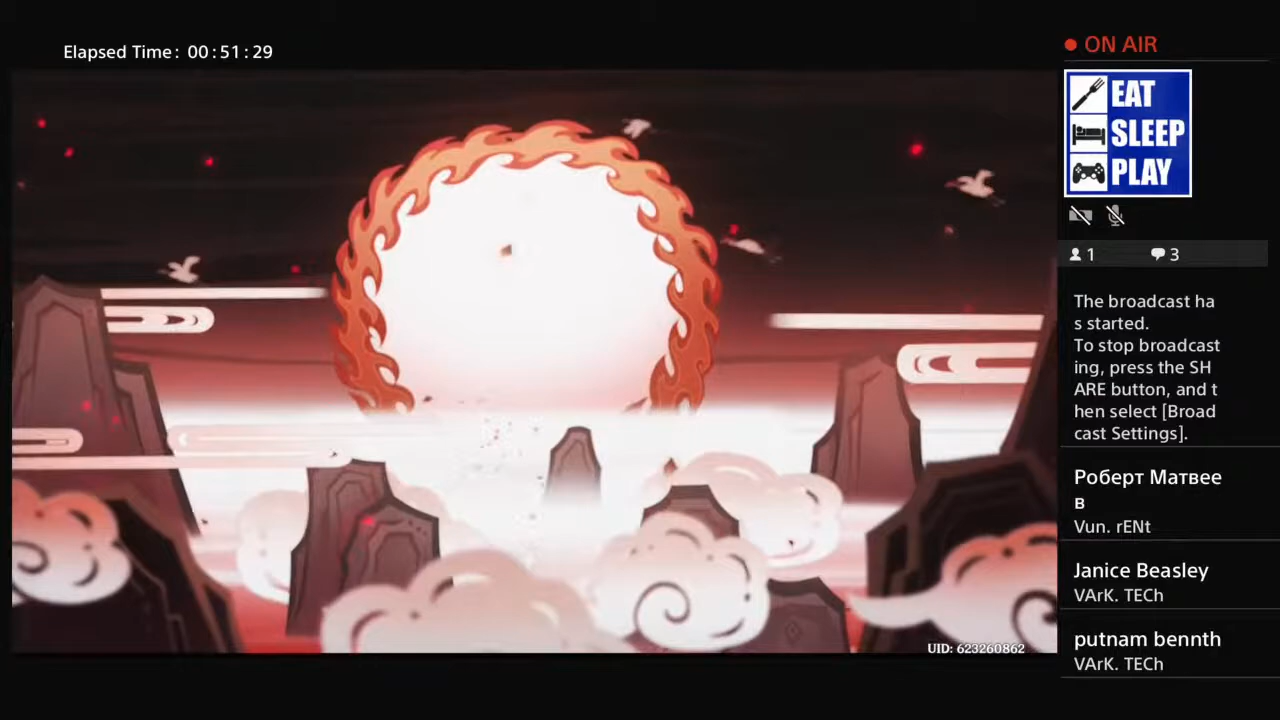 Elapsed Time: 00:51:29
ON AIR
EAT
SLEEP
PLAY
1 3
The broadcast ha
s started.
To stop broadcast
ing, press the SH
ARE button, and t
hen select [Broad
cast Settings].
Роберт Матвее
в
Vun. rENt
Janice Beasley
VArK. TECh
putnam bennth
VArK. TECh
UID: 623260862